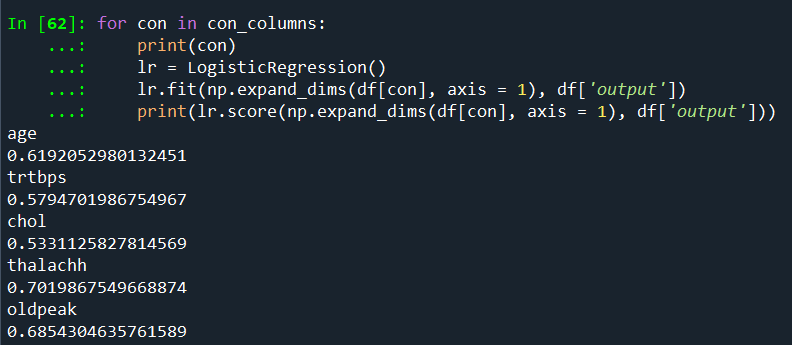 In [62]: for con in con_columns:
...: print(con)
...: lr = LogisticRegression()
...: lr.fit(np.expand_dims(df[con], axis = 1), df['output'])
...: print(lr.score(np.expand_dims(df[con], axis = 1), df['output']))
age
0.6192052980132451
trtbps
0.5794701986754967
chol
0.5331125827814569
thalachh
0.7019867549668874
oldpeak
0.6854304635761589